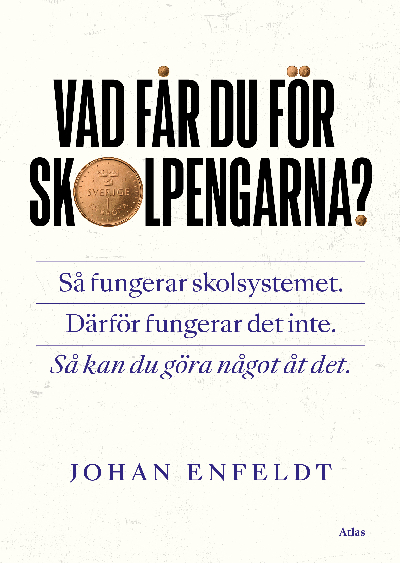 VAD FÅR DU FÖR
SKOLPENGARNA?
SVERIGE
Så fungerar skolsystemet.
Därför fungerar det inte.
Så kan du göra något åt det.
JOHAN ENFELDT
Atlas